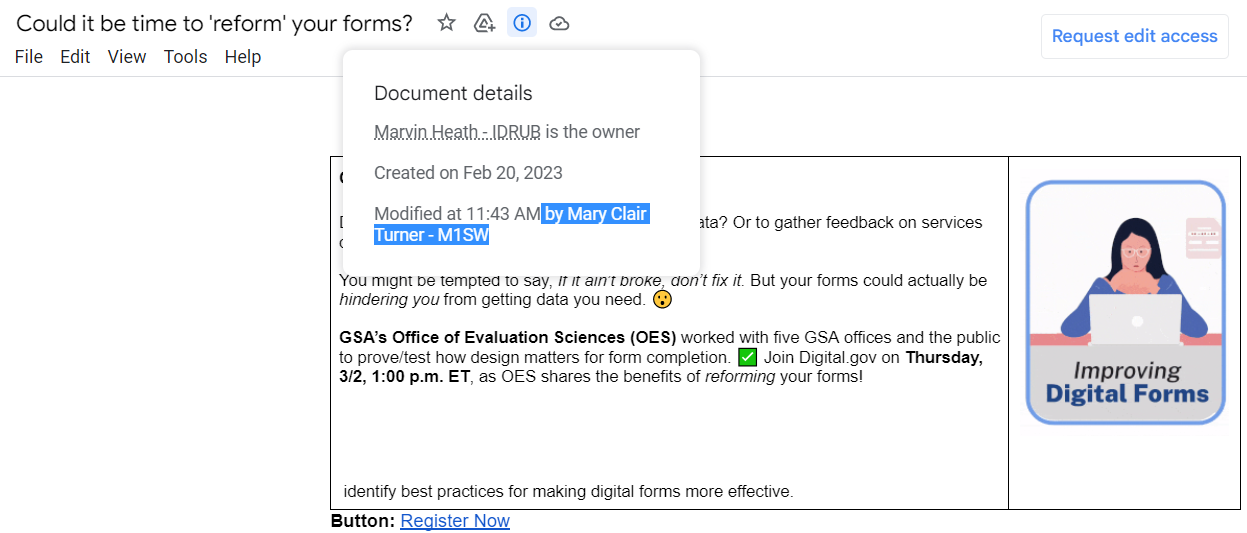 Could it be time to 'reform' your forms?
Request edit access
File Edit View Tools Help
Document details
Marvin Heath - IDRUB is the owner
Created on Feb 20, 2023
Modified at 11:43 AM by Mary Clair
Turner - M1SW
Or to gather feedback on services
You might be tempted to say, If it ain't broke, don't fix it. But your forms could actually be
hindering you from getting data you need. 😮
GSA's Office of Evaluation Sciences (OES) worked with five GSA offices and the public
to prove/test how design matters for form completion. ✅ Join Digital.gov on Thursday,
3/2, 1:00 p.m. ET, as OES shares the benefits of reforming your forms!
identify best practices for making digital forms more effective.
Improving
Digital Forms
Button: Register Now